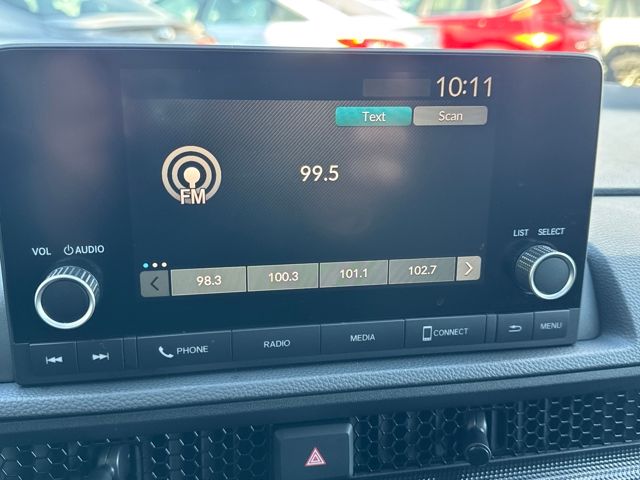 10:11
Text Scan
FM 99.5
VOL AUDIO LIST SELECT
98.3 100.3 101.1 102.7
PHONE RADIO MEDIA CONNECT MENU